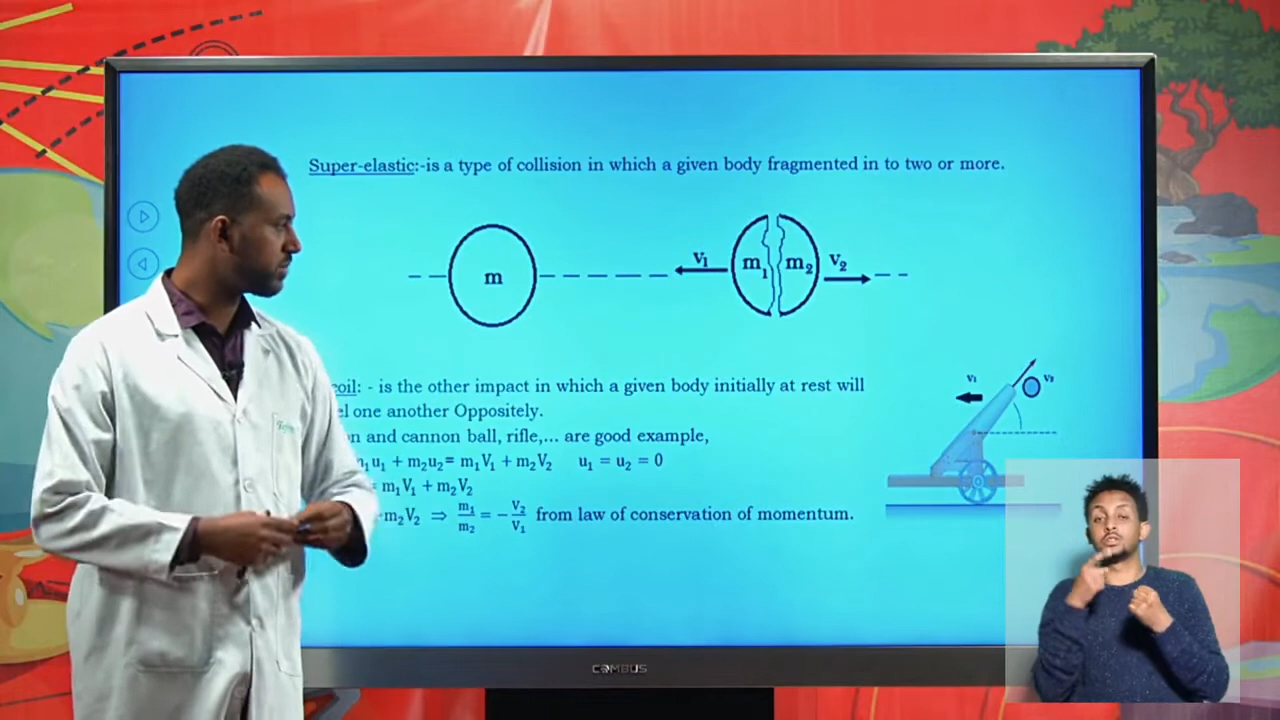 Super-elastic:-is a type of collision in which a given body fragmented in to two or more.
m
V₁
m₁
m₂
V₂
coil: - is the other impact in which a given body initially at rest will
el one another Oppositely.
n and cannon ball, rifle,... are good example,
₁u₁ + m₂u₂= m₁V₁ + m₂V₂ u₁ = u₂ = 0
= m₁V₁ + m₂V₂
-m₂V₂ ⇒ m₁/m₂ = - V₂/V₁ from law of conservation of momentum.
V₁
V₂
COMBUS